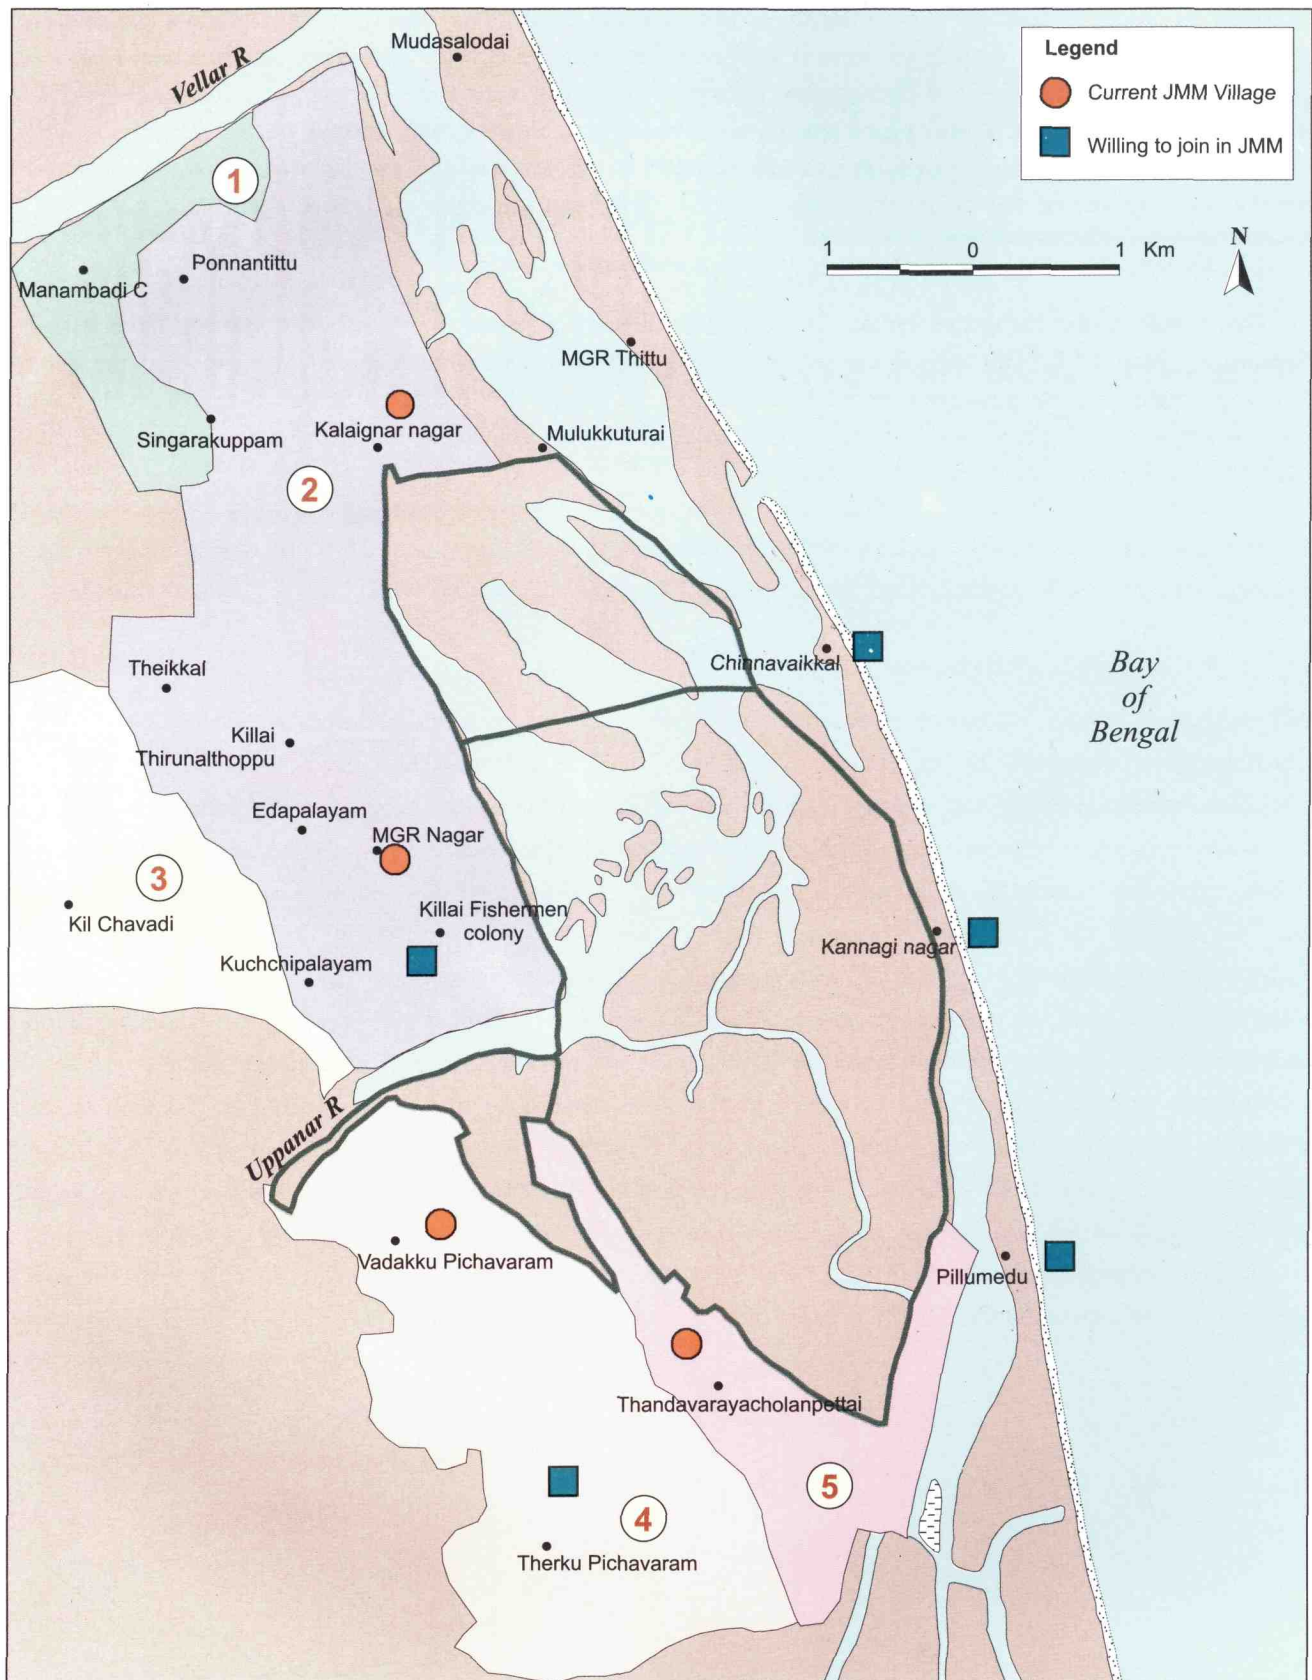 Mudasalodai
Legend
Current JMM Village
Willing to join in JMM
Vellar R
1
1 0 1 Km
N
Manambadi C
Ponnantittu
MGR Thittu
Singarakuppam
Kalaignar nagar
Mulukkuturai
2
Chinnavaikkal
Bay
of
Bengal
Theikkal
Killai
Thirunalthoppu
Edapalayam
MGR Nagar
3
Kil Chavadi
Killai Fishermen
colony
Kannagi nagar
Kuchchipalayam
Uppanar R
Vadakku Pichavaram
Pillumedu
Thandavarayacholanpettai
5
4
Therku Pichavaram